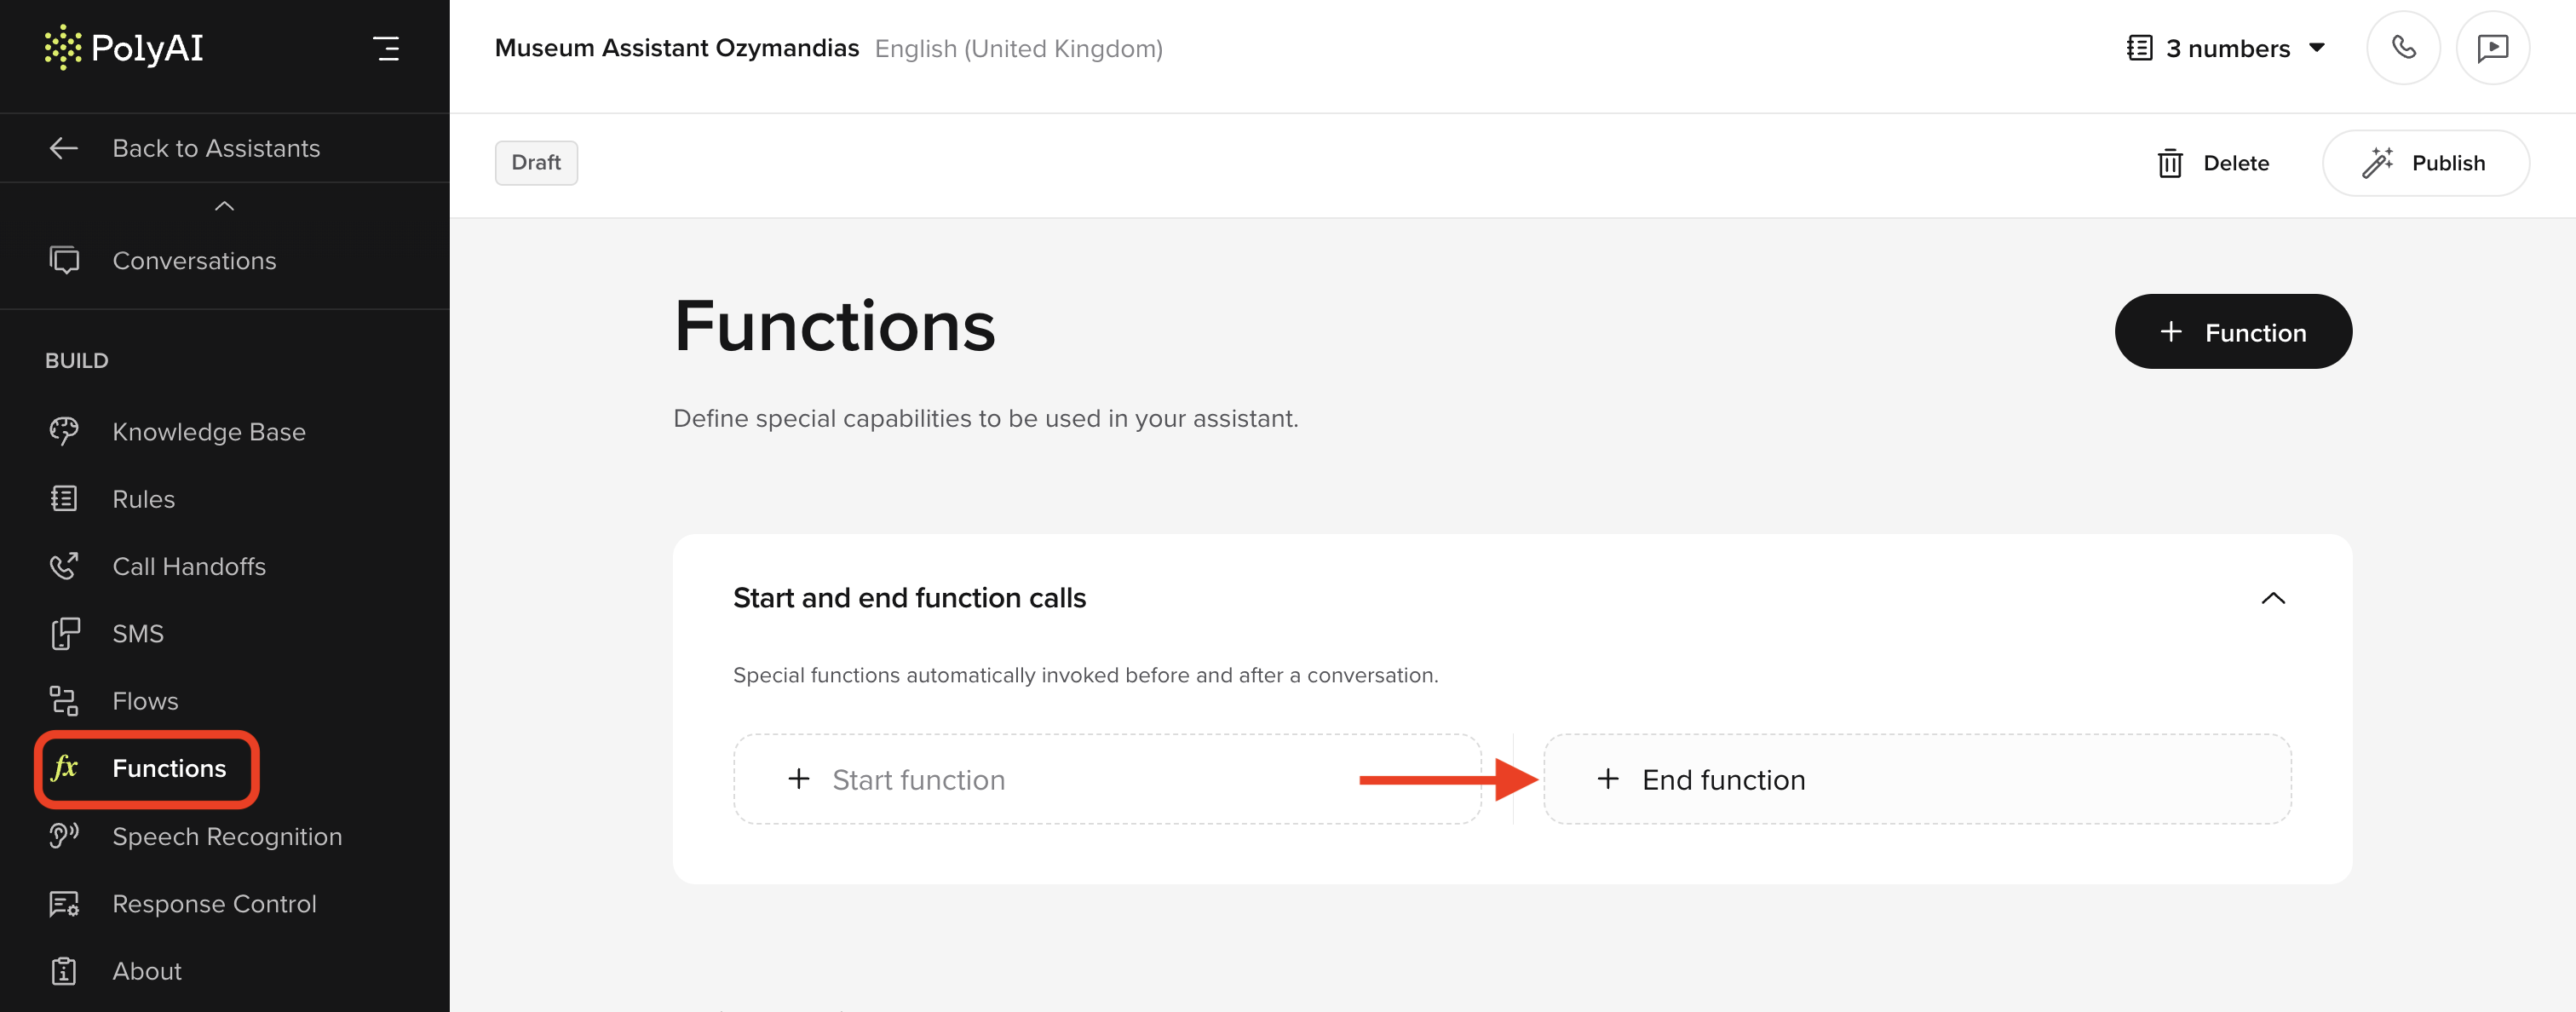 PolyAI
Back to Assistants
Conversations
BUILD
Knowledge Base
Rules
Call Handoffs
SMS
Flows
fx Functions
Speech Recognition
Response Control
About
Museum Assistant Ozymandias English (United Kingdom)
3 numbers
Draft
Delete
Publish
Functions
+ Function
Define special capabilities to be used in your assistant.
Start and end function calls
Special functions automatically invoked before and after a conversation.
+ Start function
+ End function